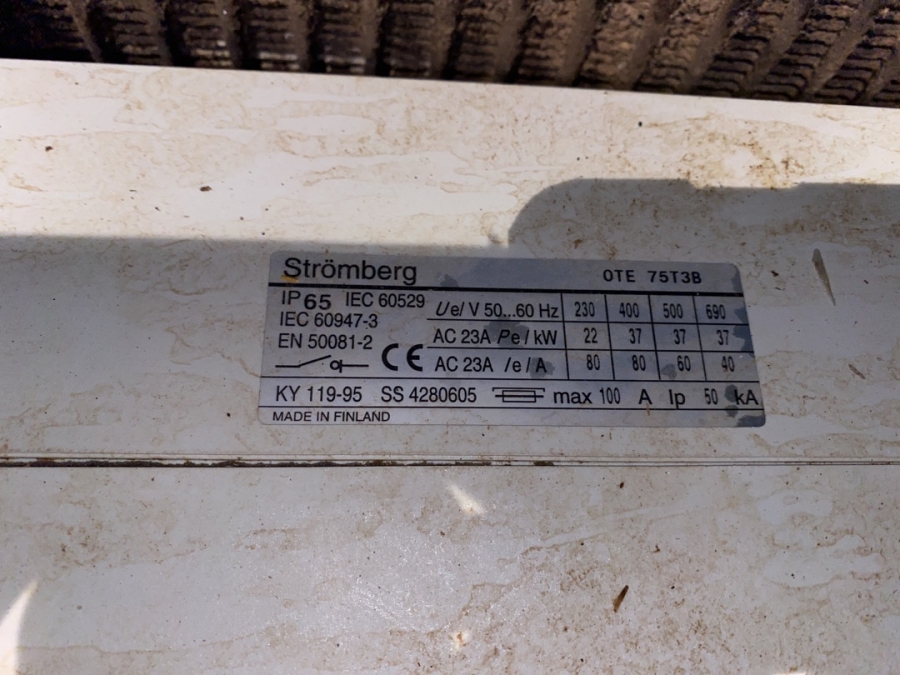 Strömberg OTE 75T3B
IP 65 IEC 60529
IEC 60947-3
EN 50081-2
CE
Ue/ V 50...60 Hz 230 400 500 690
AC 23A Pe / kW 22 37 37 37
AC 23A Ie / A 80 80 60 40
KY 119-95 SS 4280605 max 100 A Ip 50 kA
MADE IN FINLAND